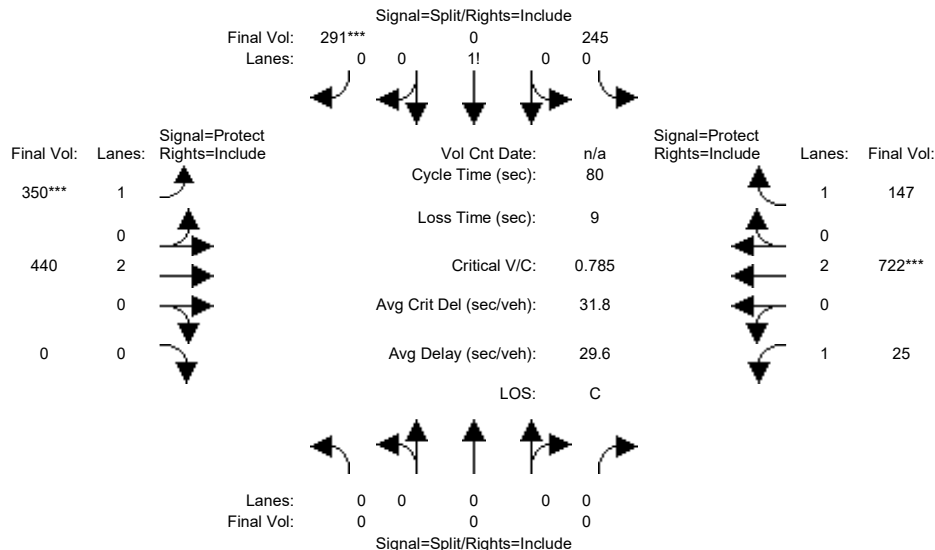 Signal=Split/Rights=Include
Final Vol: 291*** 0 245
Lanes: 0 0 1! 0 0
Signal=Protect Signal=Protect
Final Vol: Lanes: Rights=Include Vol Cnt Date: n/a Rights=Include Lanes: Final Vol:
Cycle Time (sec): 80
350*** 1 1 147
Loss Time (sec): 9
0 0
440 2 Critical V/C: 0.785 2 722***
0 Avg Crit Del (sec/veh): 31.8 0
0 0 Avg Delay (sec/veh): 29.6 1 25
LOS: C
Lanes: 0 0 0 0 0
Final Vol: 0 0 0
Signal=Split/Rights=Include